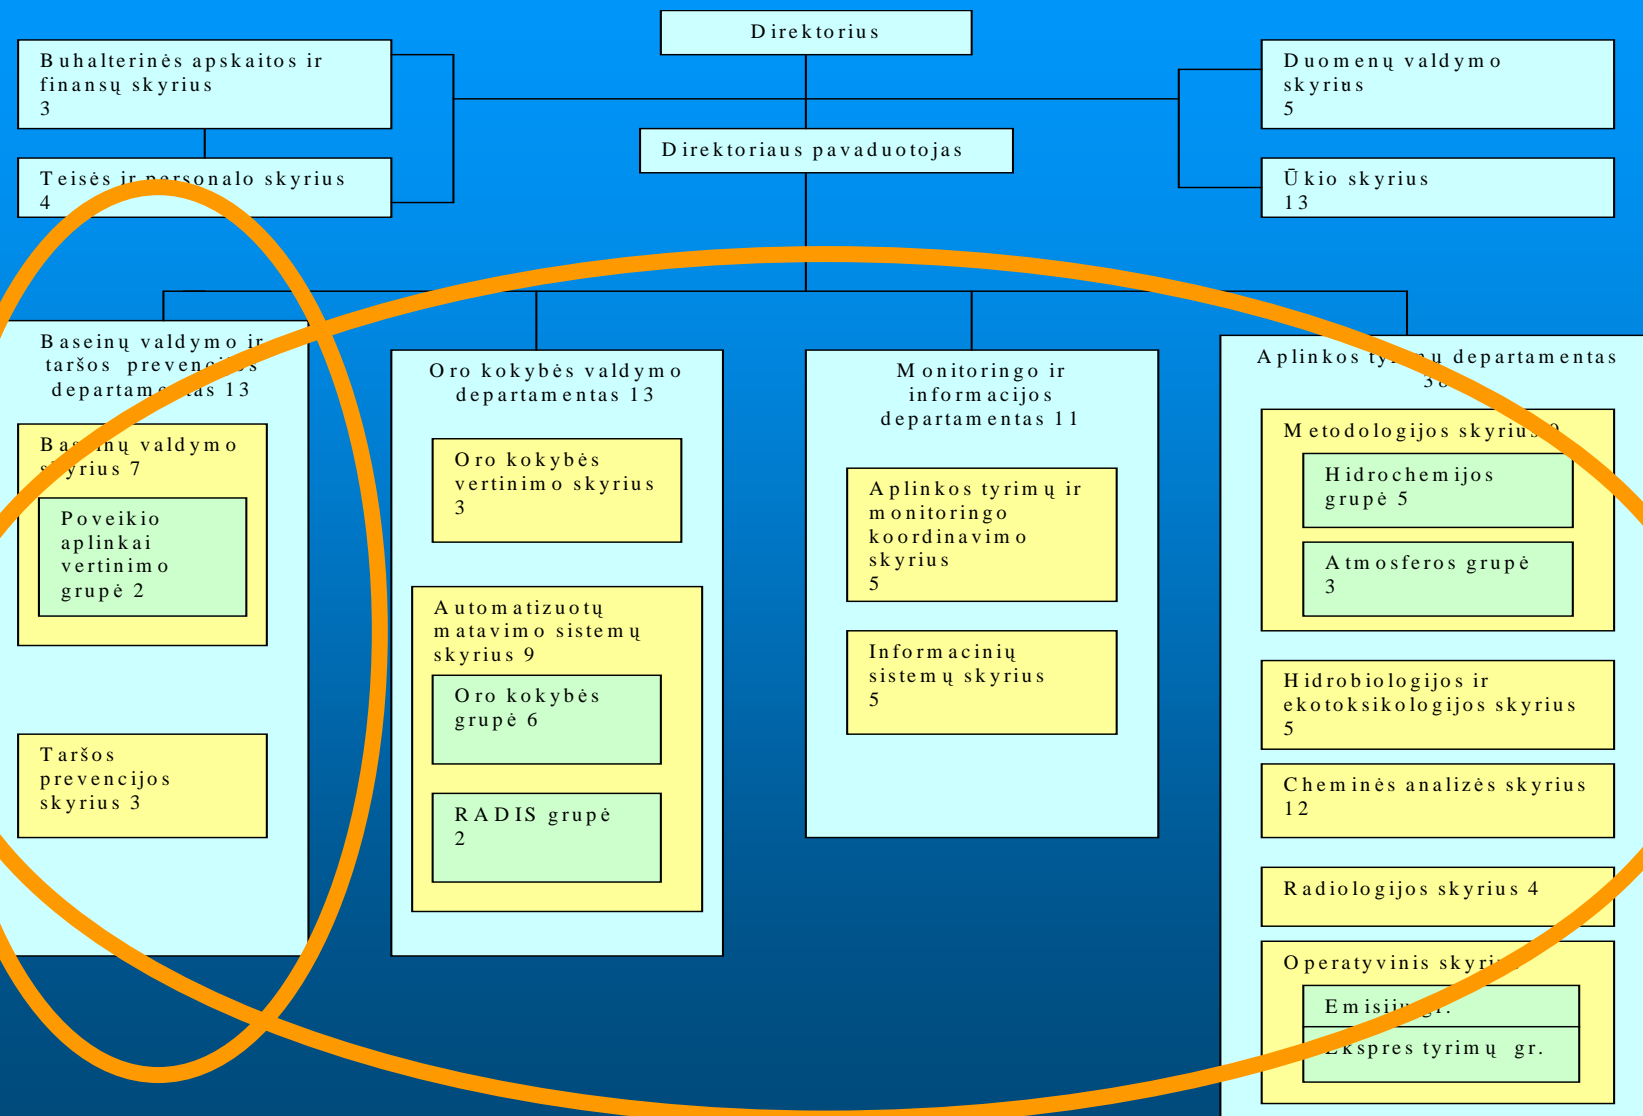 Direktorius
Buhalterinės apskaitos ir
finansų skyrius
3
Duomenų valdymo
skyrius
5
Direktoriaus pavaduotojas
Teisės ir personalo skyrius
4
Ūkio skyrius
13
Baseinų valdymo ir
taršos prevencijos
departamentas 13
Baseinų valdymo
skyrius 7
Poveikio
aplinkai
vertinimo
grupė 2
Taršos
prevencijos
skyrius 3
Oro kokybės valdymo
departamentas 13
Oro kokybės
vertinimo skyrius
3
Automatizuotų
matavimo sistemų
skyrius 9
Oro kokybės
grupė 6
RADIS grupė
2
Monitoringo ir
informacijos
departamentas 11
Aplinkos tyrimų ir
monitoringo
koordinavimo
skyrius
5
Informacinių
sistemų skyrius
5
Aplinkos tyrimų departamentas
Metodologijos skyrius
Hidrochemijos
grupė 5
Atmosferos grupė
3
Hidrobiologijos ir
ekotoksikologijos skyrius
5
Cheminės analizės skyrius
12
Radiologijos skyrius 4
Operatyvinis skyrius
Emisijų gr.
Ekspres tyrimų gr.